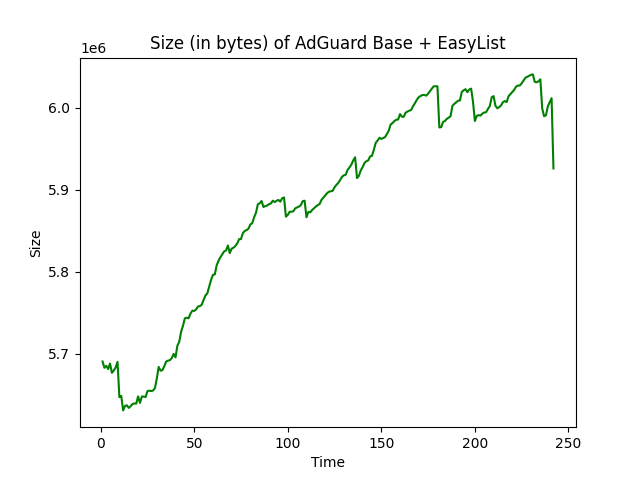 Size (in bytes) of AdGuard Base + EasyList
1e6
6.0
5.9
5.8
5.7
Size
0 50 100 150 200 250
Time